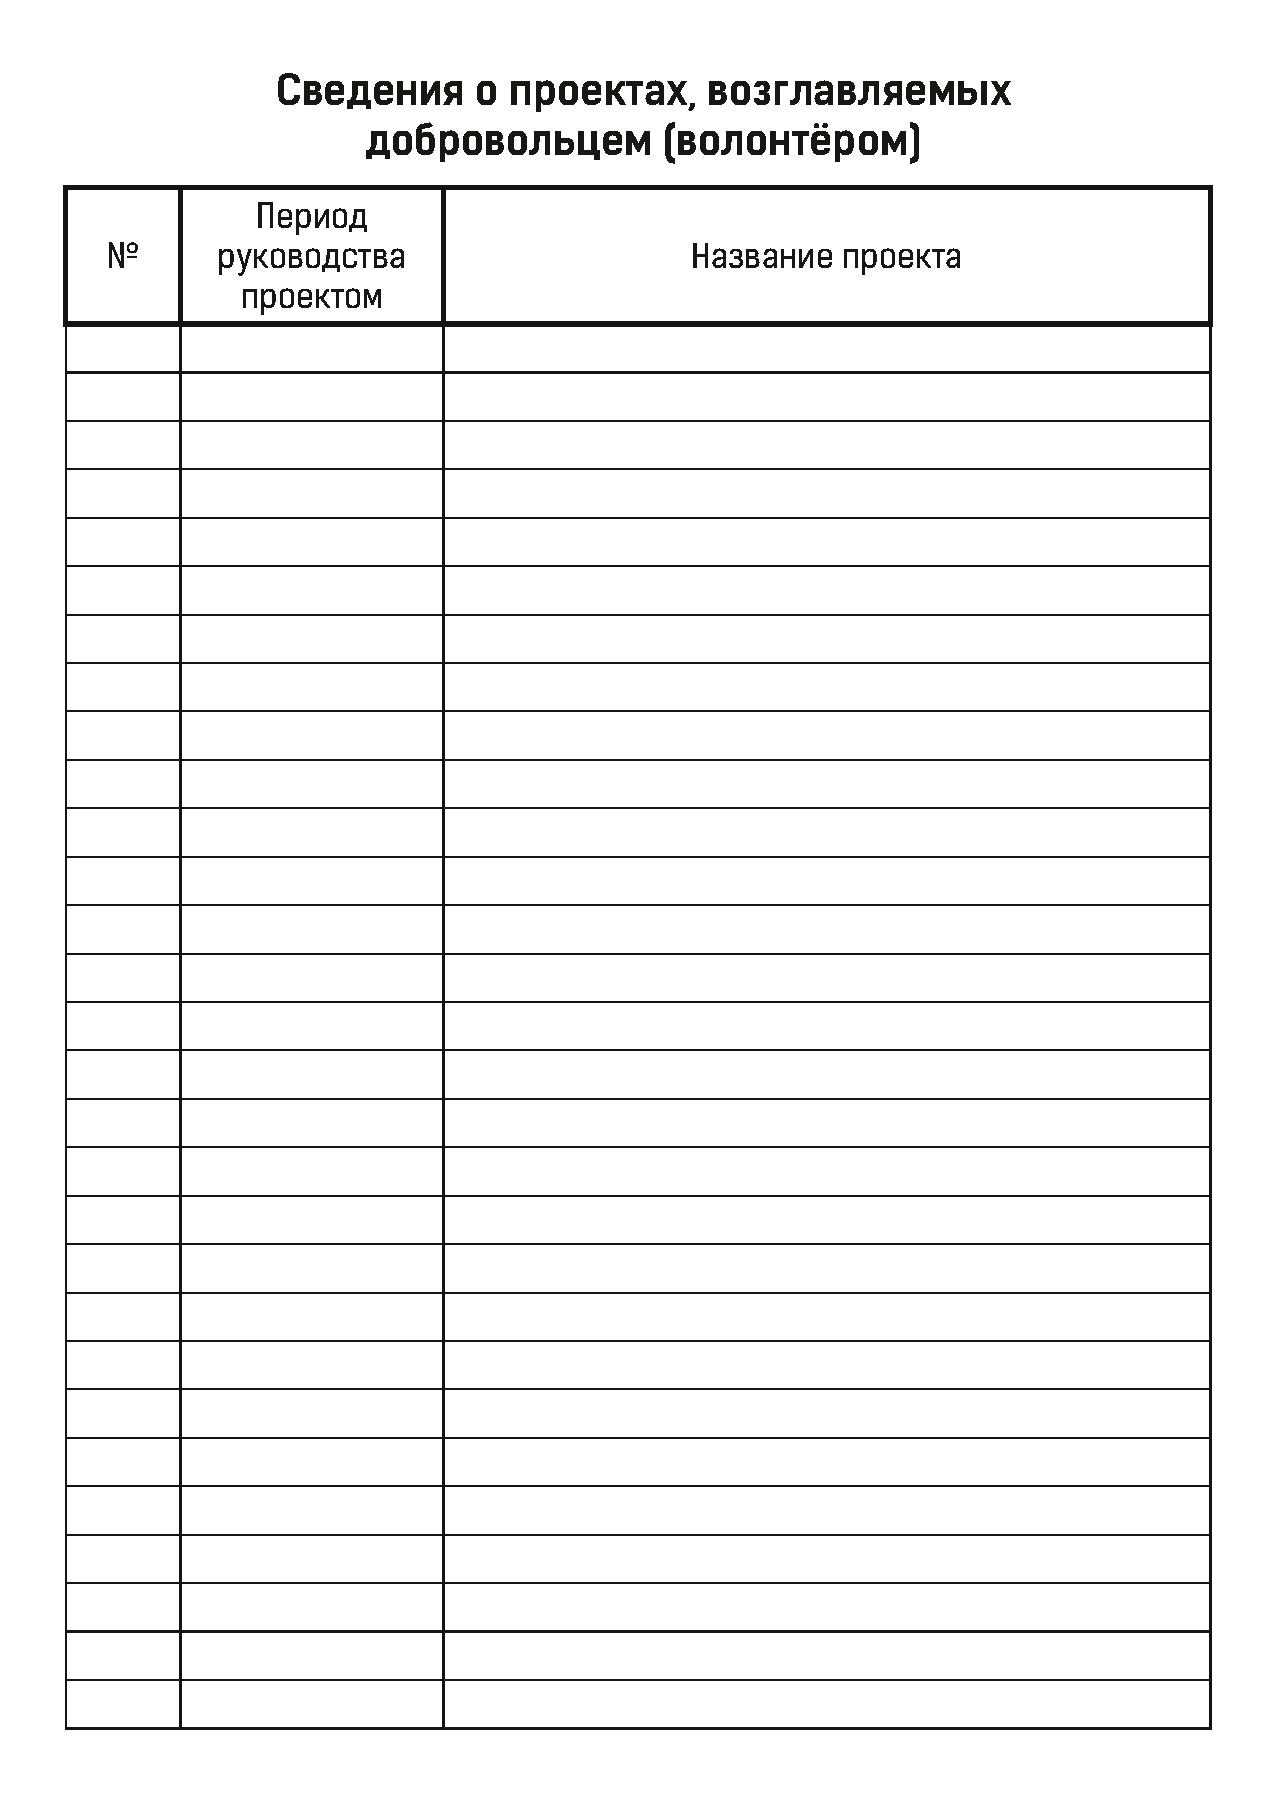 Сведения о проектах, возглавляемых
добровольцем (волонтёром)
№
Период
руководства
проектом
Название проекта